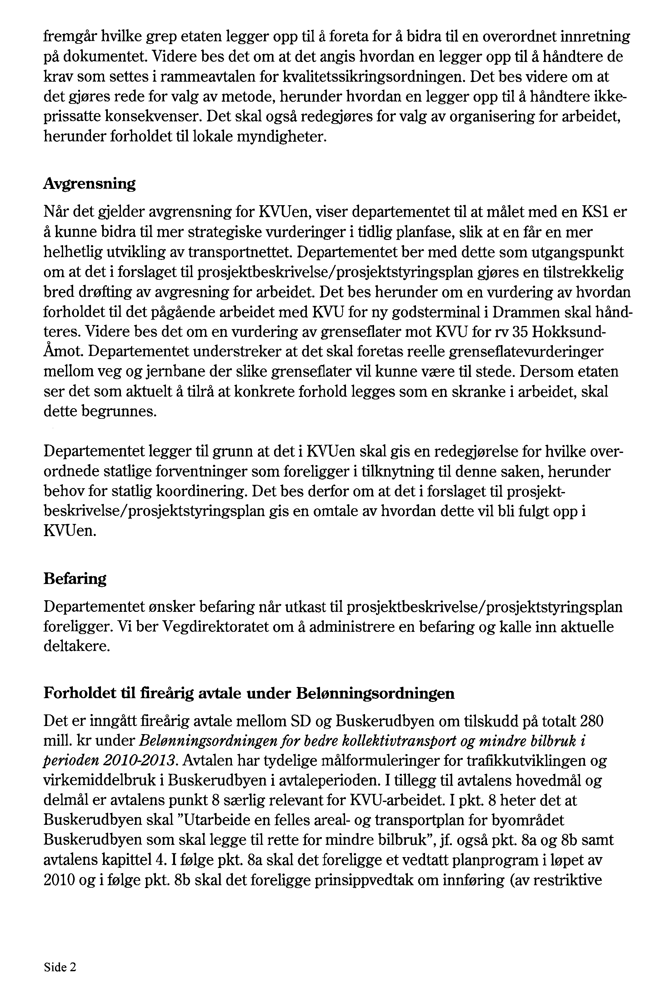 fremgår hvilke grep etaten legger opp til å foreta for å bidra til en overordnet innretning
på dokumentet. Videre bes det om at det angis hvordan en legger opp til å håndtere de
krav som settes i rammeavtalen for kvalitetssikringsordningen. Det bes videre om at
det gjøres rede for valg av metode, herunder hvordan en legger opp til å håndtere ikke-
prissatte konsekvenser. Det skal også redegjøres for valg av organisering for arbeidet,
herunder forholdet til lokale myndigheter.
Avgrensning
Når det gjelder avgrensning for KVUen, viser departementet til at målet med en KS1 er
å kunne bidra til mer strategiske vurderinger i tidlig planfase, slik at en får en mer
helhetlig utvikling av transportnettet. Departementet ber med dette som utgangspunkt
om at det i forslaget til prosjektbeskrivelse/prosjektstyringsplan gjøres en tilstrekkelig
bred drøfting av avgresning for arbeidet. Det bes herunder om en vurdering av hvordan
forholdet til det pågående arbeidet med KVU for ny godsterminal i Drammen skal hånd-
teres. Videre bes det om en vurdering av grenseflater mot KVU for rv 35 Hokksund-
Åmot. Departementet understreker at det skal foretas reelle grenseflatevurderinger
mellom veg og jernbane der slike grenseflater vil kunne være til stede. Dersom etaten
ser det som aktuelt å tilrå at konkrete forhold legges som en skranke i arbeidet, skal
dette begrunnes.
Departementet legger til grunn at det i KVUen skal gis en redegjørelse for hvilke over-
ordnede statlige forventninger som foreligger i tilknytning til denne saken, herunder
behov for statlig koordinering. Det bes derfor om at det i forslaget til prosjekt-
beskrivelse/prosjektstyringsplan gis en omtale av hvordan dette vil bli fulgt opp i
KVUen.
Befaring
Departementet ønsker befaring når utkast til prosjektbeskrivelse/prosjektstyringsplan
foreligger. Vi ber Vegdirektoratet om å administrere en befaring og kalle inn aktuelle
deltakere.
Forholdet til fireårig avtale under Belønningsordningen
Det er inngått fireårig avtale mellom SD og Buskerudbyen om tilskudd på totalt 280
mill. kr under Belønningsordningen for bedre kollektivtransport og mindre bilbruk i
perioden 2010-2013. Avtalen har tydelige målformuleringer for trafikkutviklingen og
virkemiddelbruk i Buskerudbyen i avtaleperioden. I tillegg til avtalens hovedmål og
delmål er avtalens punkt 8 særlig relevant for KVU-arbeidet. I pkt. 8 heter det at
Buskerudbyen skal ”Utarbeide en felles areal- og transportplan for byområdet
Buskerudbyen som skal legge til rette for mindre bilbruk”, jf. også pkt. 8a og 8b samt
avtalens kapittel 4. I følge pkt. 8a skal det foreligge et vedtatt planprogram i løpet av
2010 og i følge pkt. 8b skal det foreligge prinsippvedtak om innføring (av restriktive
Side 2